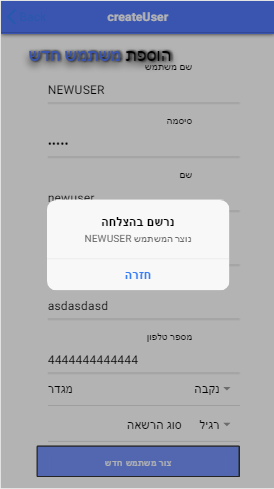 createUser
הוספת משתמש חדש
שם משתמש
NEWUSER
סיסמה
•••••
שם
newuser
נרשם בהצלחה
נוצר המשתמש NEWUSER
חזרה
asdasdasd
מספר טלפון
4444444444444
מגדר נקבה
סוג הרשאה רגיל
צור משתמש חדש